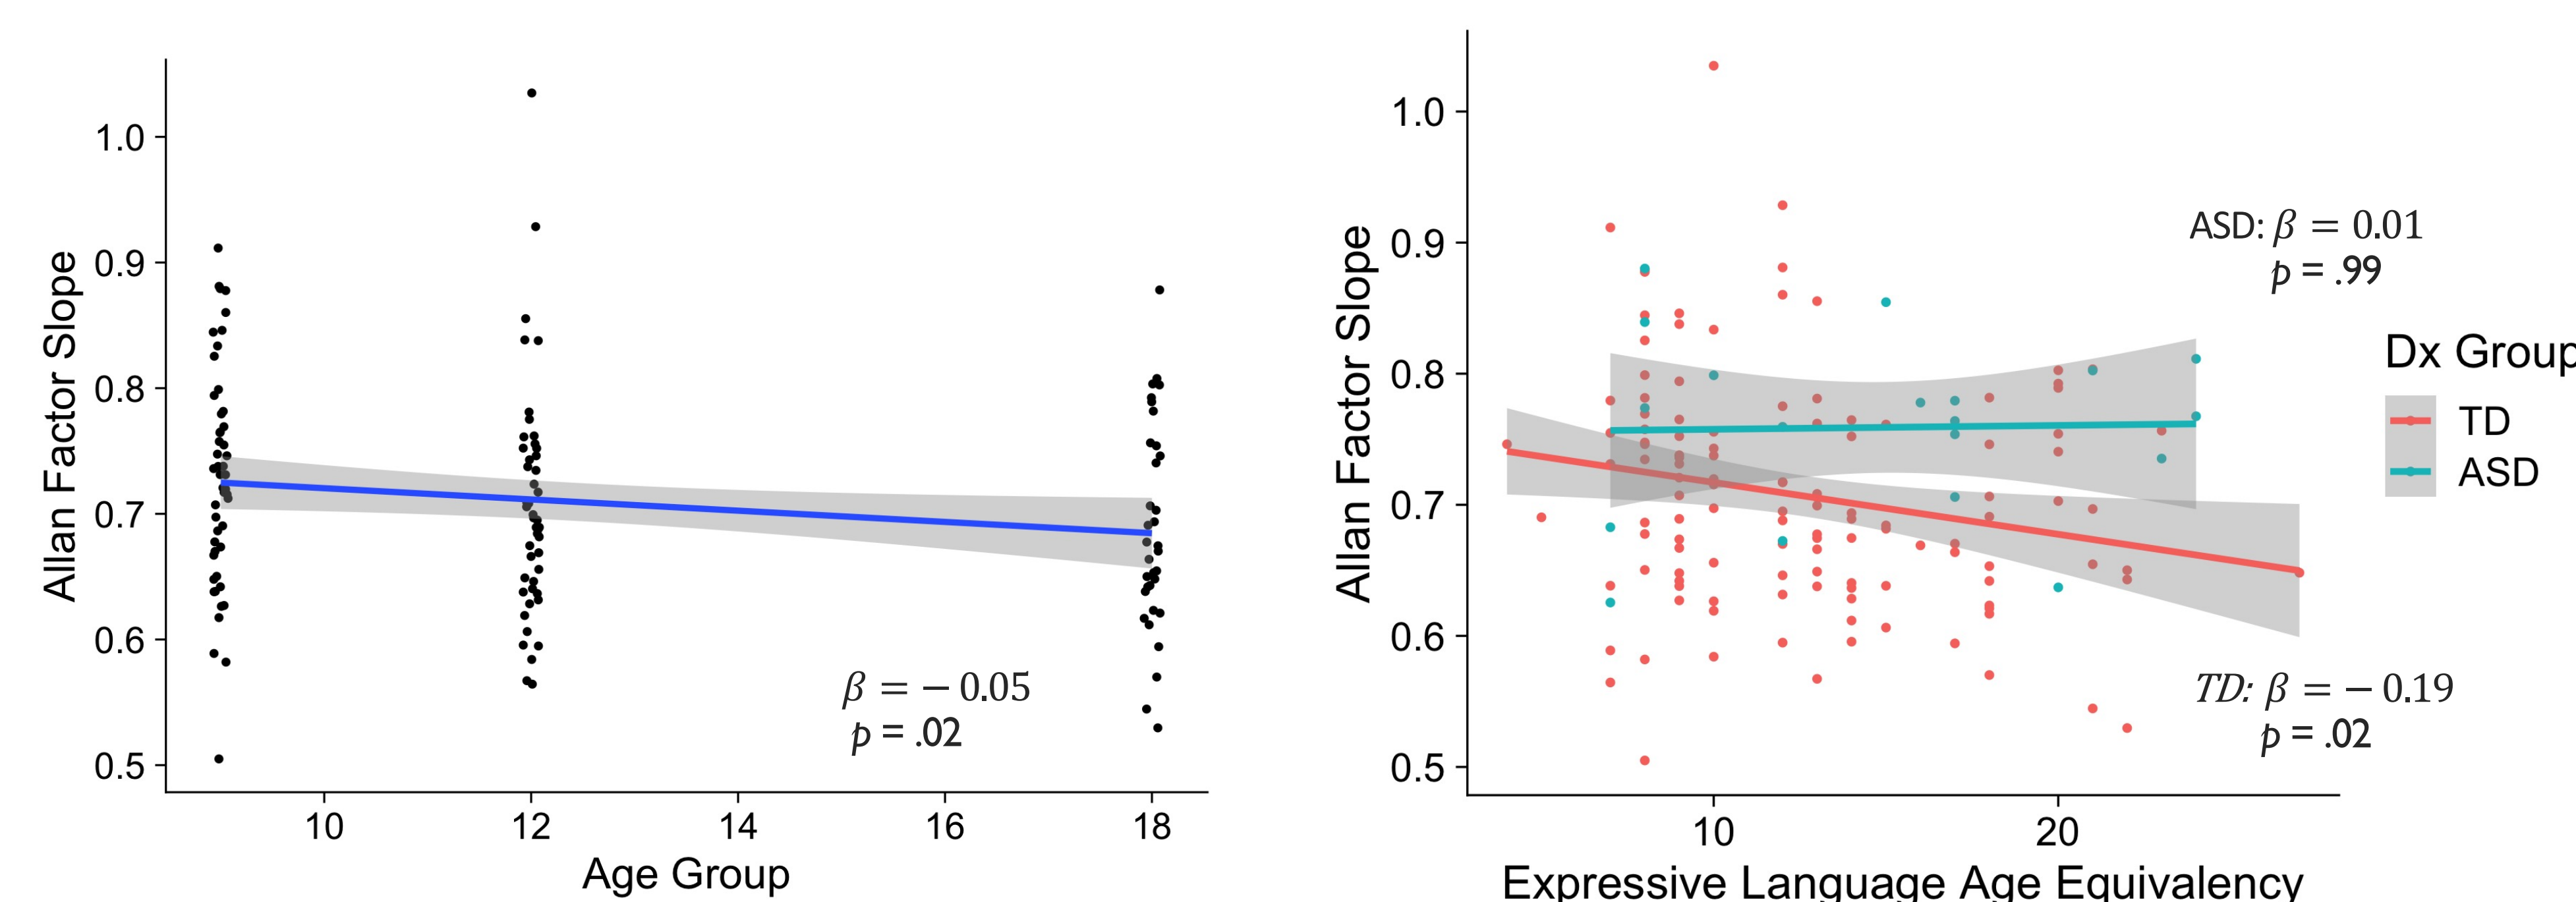 Allan Factor Slope
1.0
0.9
0.8
0.7
0.6
0.5
β = − 0.05
p = .02
10
12
14
16
18
Age Group
Allan Factor Slope
1.0
0.9
0.8
0.7
0.6
0.5
ASD: β = 0.01
p = .99
TD: β = − 0.19
p = .02
10
20
Expressive Language Age Equivalency
Dx Group
TD
ASD